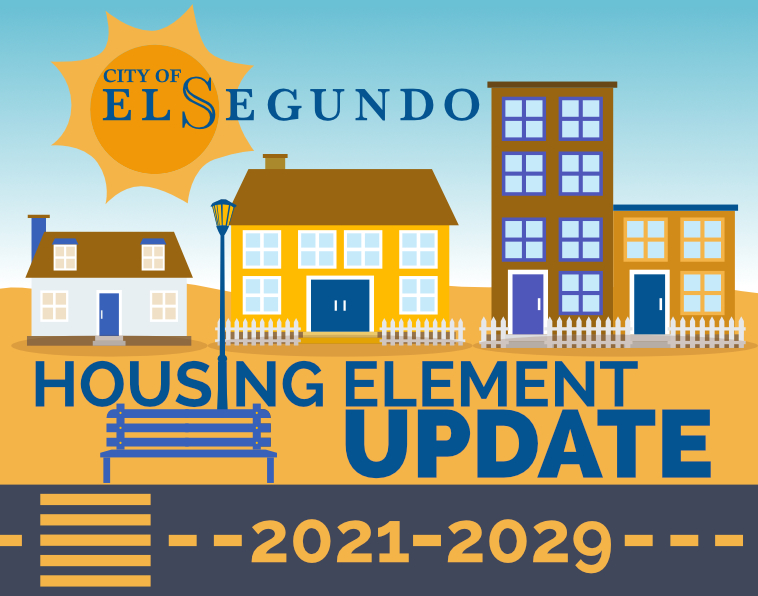 CITY OF
EL SEGUNDO
HOUSING ELEMENT
UPDATE
2021-2029